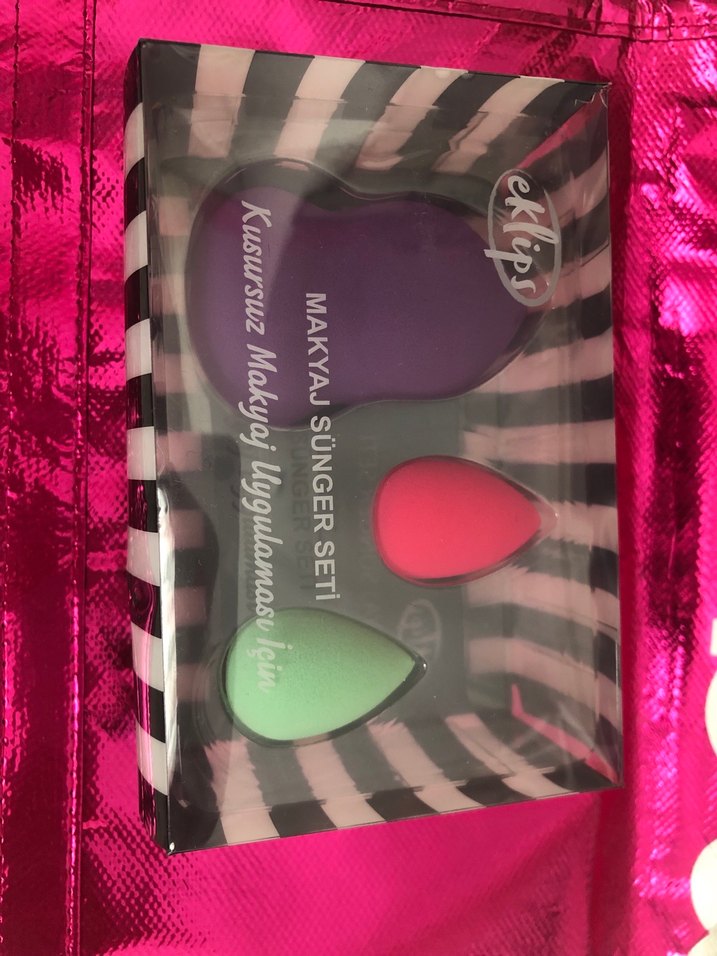 eklips
MAKYAJ SÜNGER SETİ
Kusursuz Makyaj Uygulaması İçin